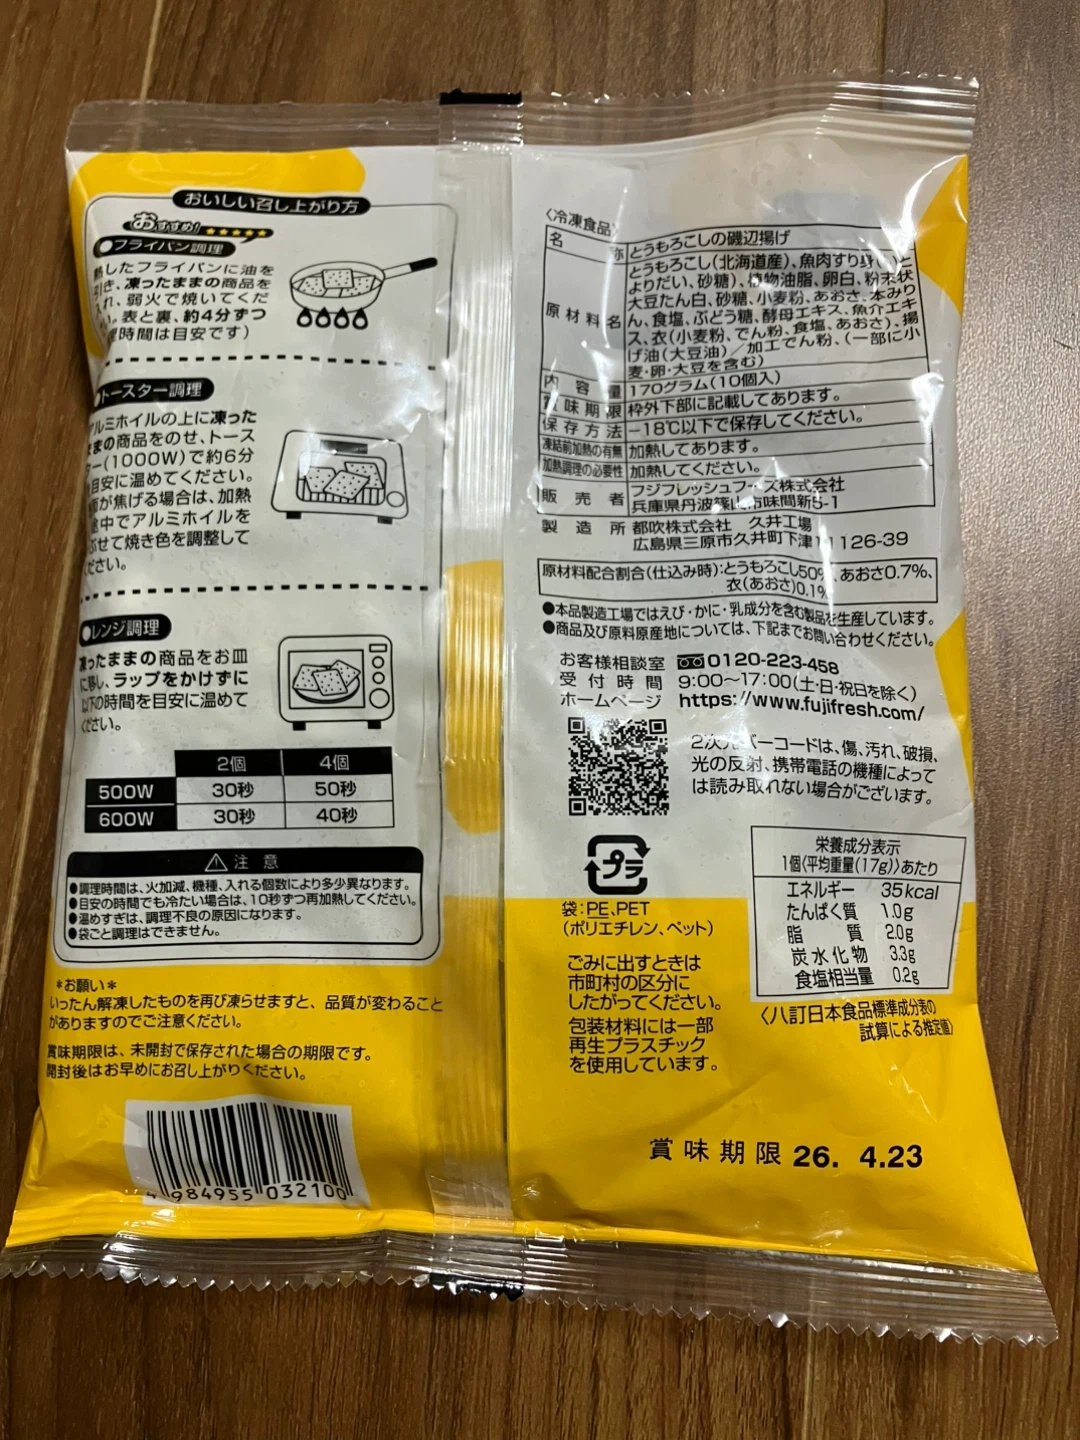 おいしい召し上がり方
おすすめ!★★★★★
●フライパン調理
熱したフライパンに油を
引き、凍ったままの商品を
入れ、弱火で焼いてくだ
い。表と裏、約4分ずつ
時間は目安です)
●トースター調理
アルミホイルの上に凍った
ままの商品をのせ、トース
ー(1000W)で約6分
目安に温めてください。
面が焦げる場合は、加熱
途中でアルミホイルを
ぶせて焼き色を調整して
ください。
●レンジ調理
凍ったままの商品をお皿
に移し、ラップをかけずに
以下の時間を目安に温めて
ください。
2個 4個
500W 30秒 50秒
600W 30秒 40秒
⚠注意
●調理時間は、火加減、機種、入れる個数により多少異なります。
●目安の時間でも冷たい場合は、10秒ずつ再加熱してください。
●温めすぎは、調理不良の原因になります。
●袋ごと調理はできません。
*お願い*
いったん解凍したものを再び凍らせますと、品質が変わること
がありますのでご注意ください。
賞味期限は、未開封で保存された場合の期限です。
開封後はお早めにお召し上がりください。
4 984955 032100
〈冷凍食品〉
名称 とうもろこしの磯辺揚げ
原材料名 とうもろこし(北海道産)、魚肉すり身(いと
よりだい、砂糖)、植物油脂、卵白、粉末状
大豆たん白、砂糖、小麦粉、あおさ、本みり
ん、食塩、ぶどう糖、酵母エキス、魚介エキ
ス、衣(小麦粉、でん粉、食塩、あおさ)、揚
げ油(大豆油)/加工でん粉、(一部に小
麦・卵・大豆を含む)
内容量 170グラム(10個入)
賞味期限 枠外下部に記載してあります。
保存方法 −18℃以下で保存してください。
凍結前加熱の有無 加熱してあります。
加熱調理の必要性 加熱してください。
販売者 フジフレッシュフーズ株式会社
兵庫県丹波篠山市味間新5-1
製造所 都吹株式会社 久井工場
広島県三原市久井町下津11126-39
原材料配合割合(仕込み時):とうもろこし50%、あおさ0.7%、
衣(あおさ)0.1%
●本品製造工場ではえび・かに・乳成分を含む製品を生産しています。
●商品及び原料原産地については、下記までお問い合わせください。
お客様相談室 0120-223-458
受付時間 9:00〜17:00(土・日・祝日を除く)
ホームページ https://www.fujifresh.com/
2次元バーコードは、傷、汚れ、破損、
光の反射、携帯電話の機種によって
は読み取れない場合がございます。
プラ
袋:PE、PET
(ポリエチレン、ペット)
ごみに出すときは
市町村の区分に
したがってください。
包装材料には一部
再生プラスチック
を使用しています。
栄養成分表示
1個〈平均重量(17g)〉あたり
エネルギー 35kcal
たんぱく質 1.0g
脂質 2.0g
炭水化物 3.3g
食塩相当量 0.2g
〈八訂日本食品標準成分表の
試算による推定値〉
賞味期限 26. 4.23